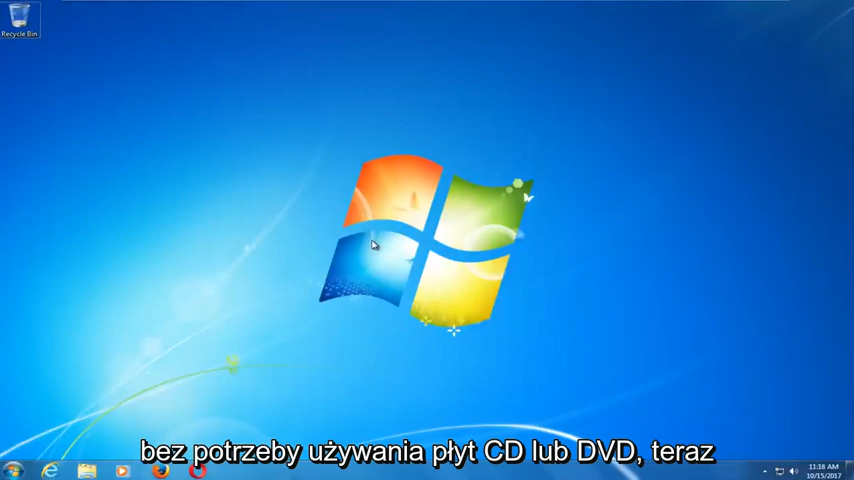 Recycle Bin
bez potrzeby używania płyt CD lub DVD, teraz
11:18 AM
10/15/2017